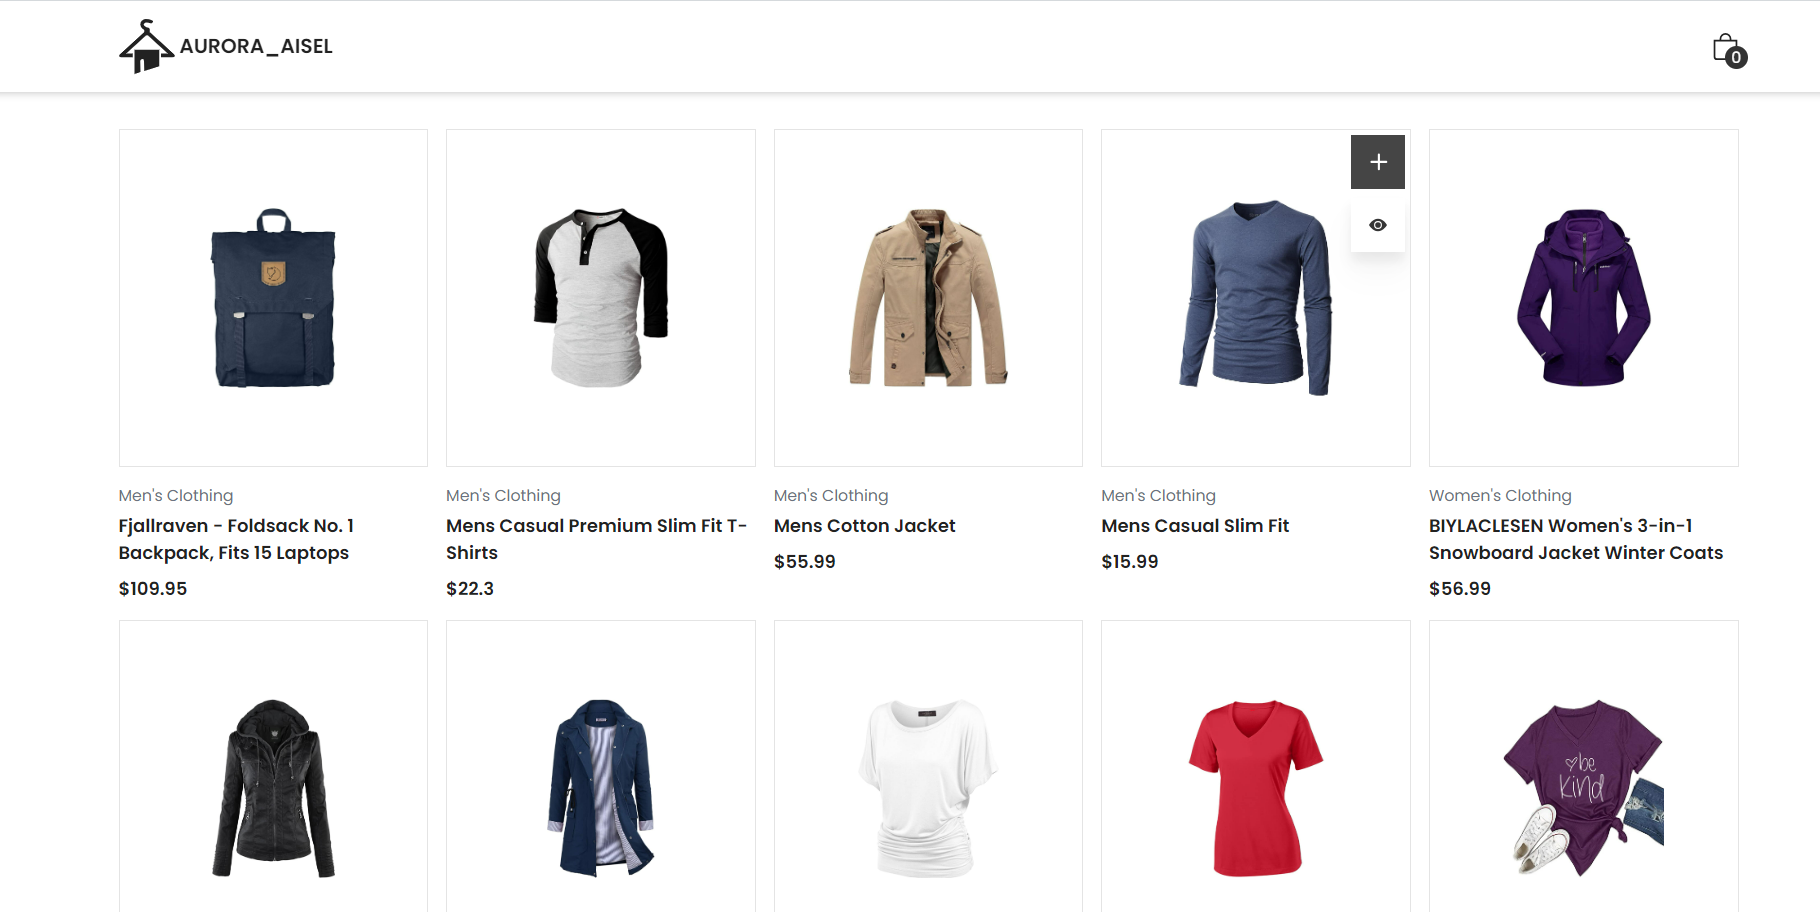 AURORA_AISEL
0
Men's Clothing
Fjallraven - Foldsack No. 1
Backpack, Fits 15 Laptops
$109.95
Men's Clothing
Mens Casual Premium Slim Fit T-
Shirts
$22.3
Men's Clothing
Mens Cotton Jacket
$55.99
Men's Clothing
Mens Casual Slim Fit
$15.99
Women's Clothing
BIYLACLESEN Women's 3-in-1
Snowboard Jacket Winter Coats
$56.99
be
kind